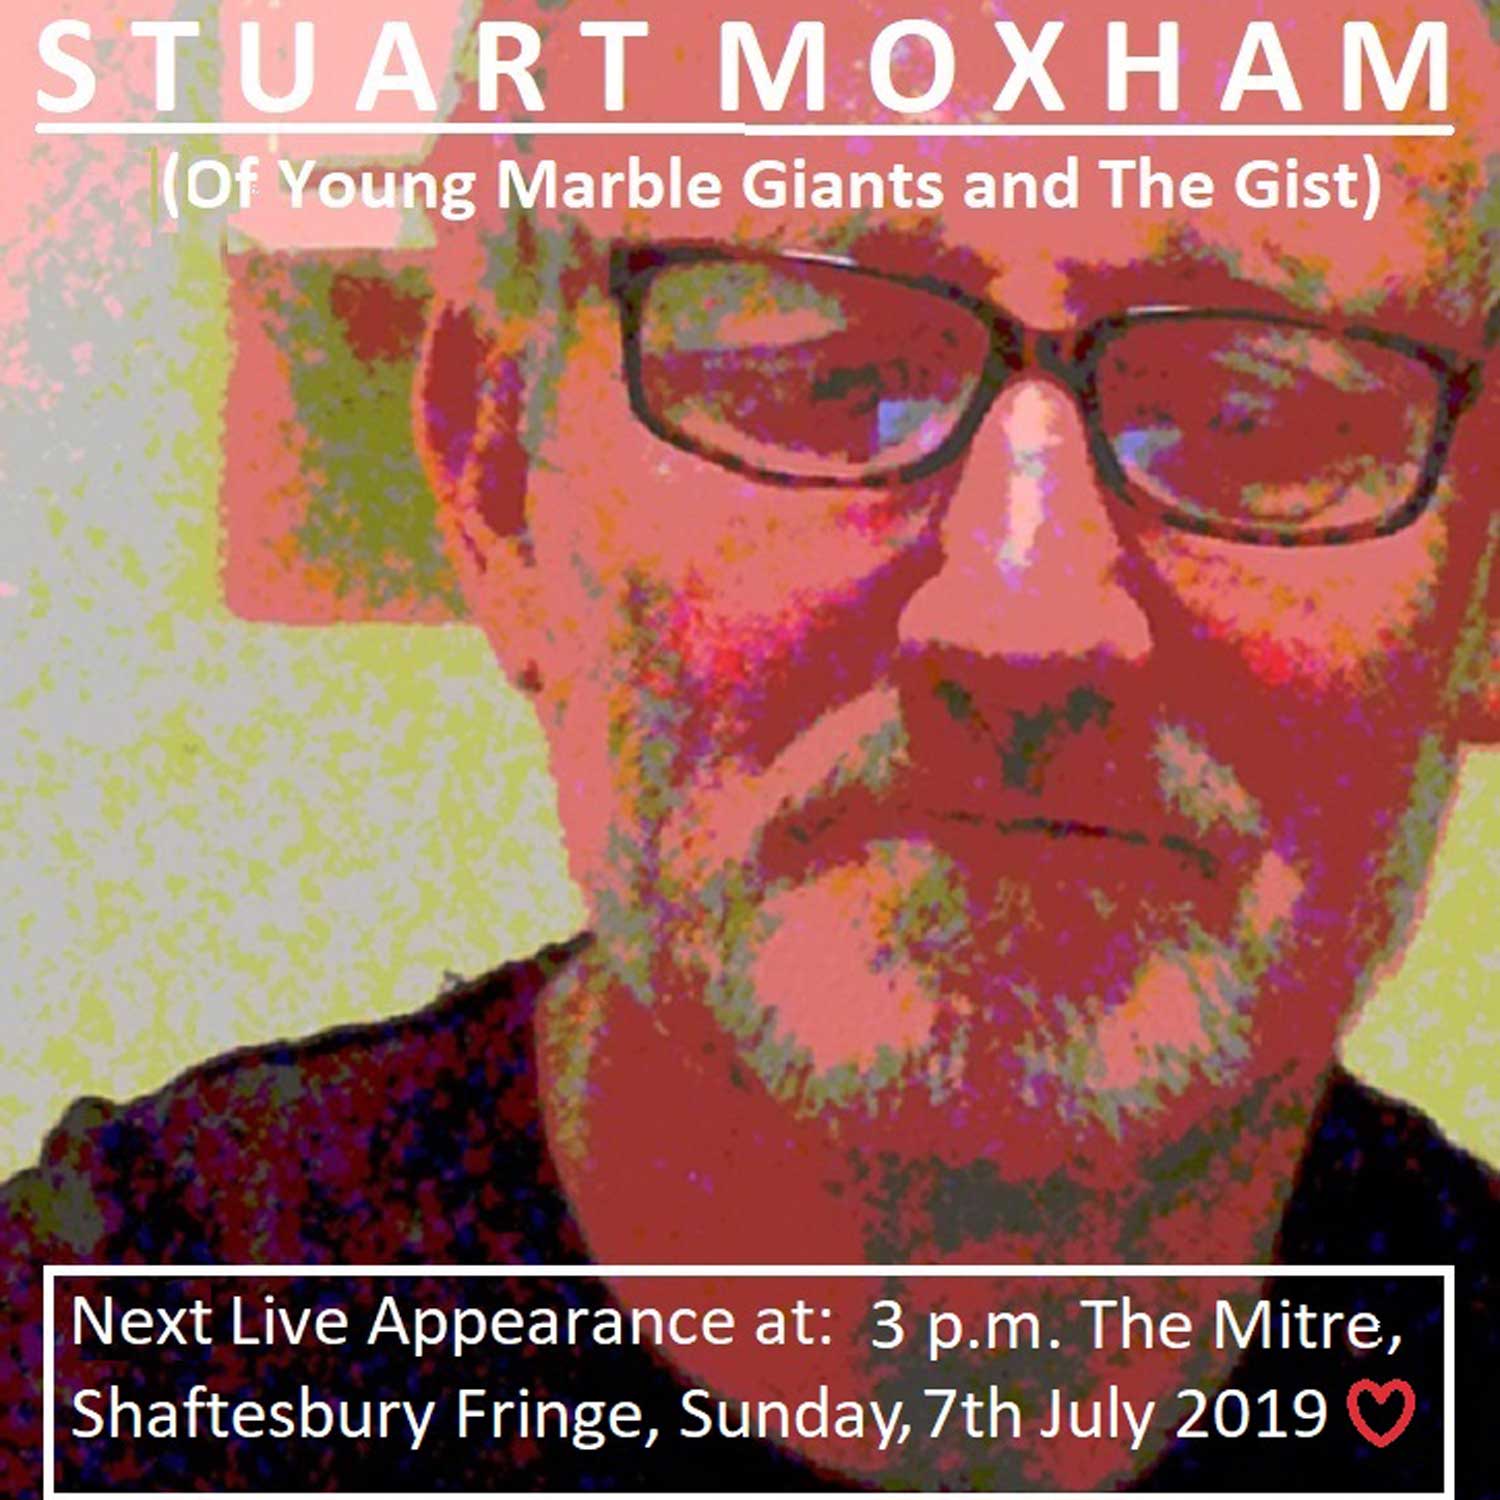 STUART MOXHAM
(Of Young Marble Giants and The Gist)
Next Live Appearance at: 3 p.m. The Mitre,
Shaftesbury Fringe, Sunday, 7th July 2019